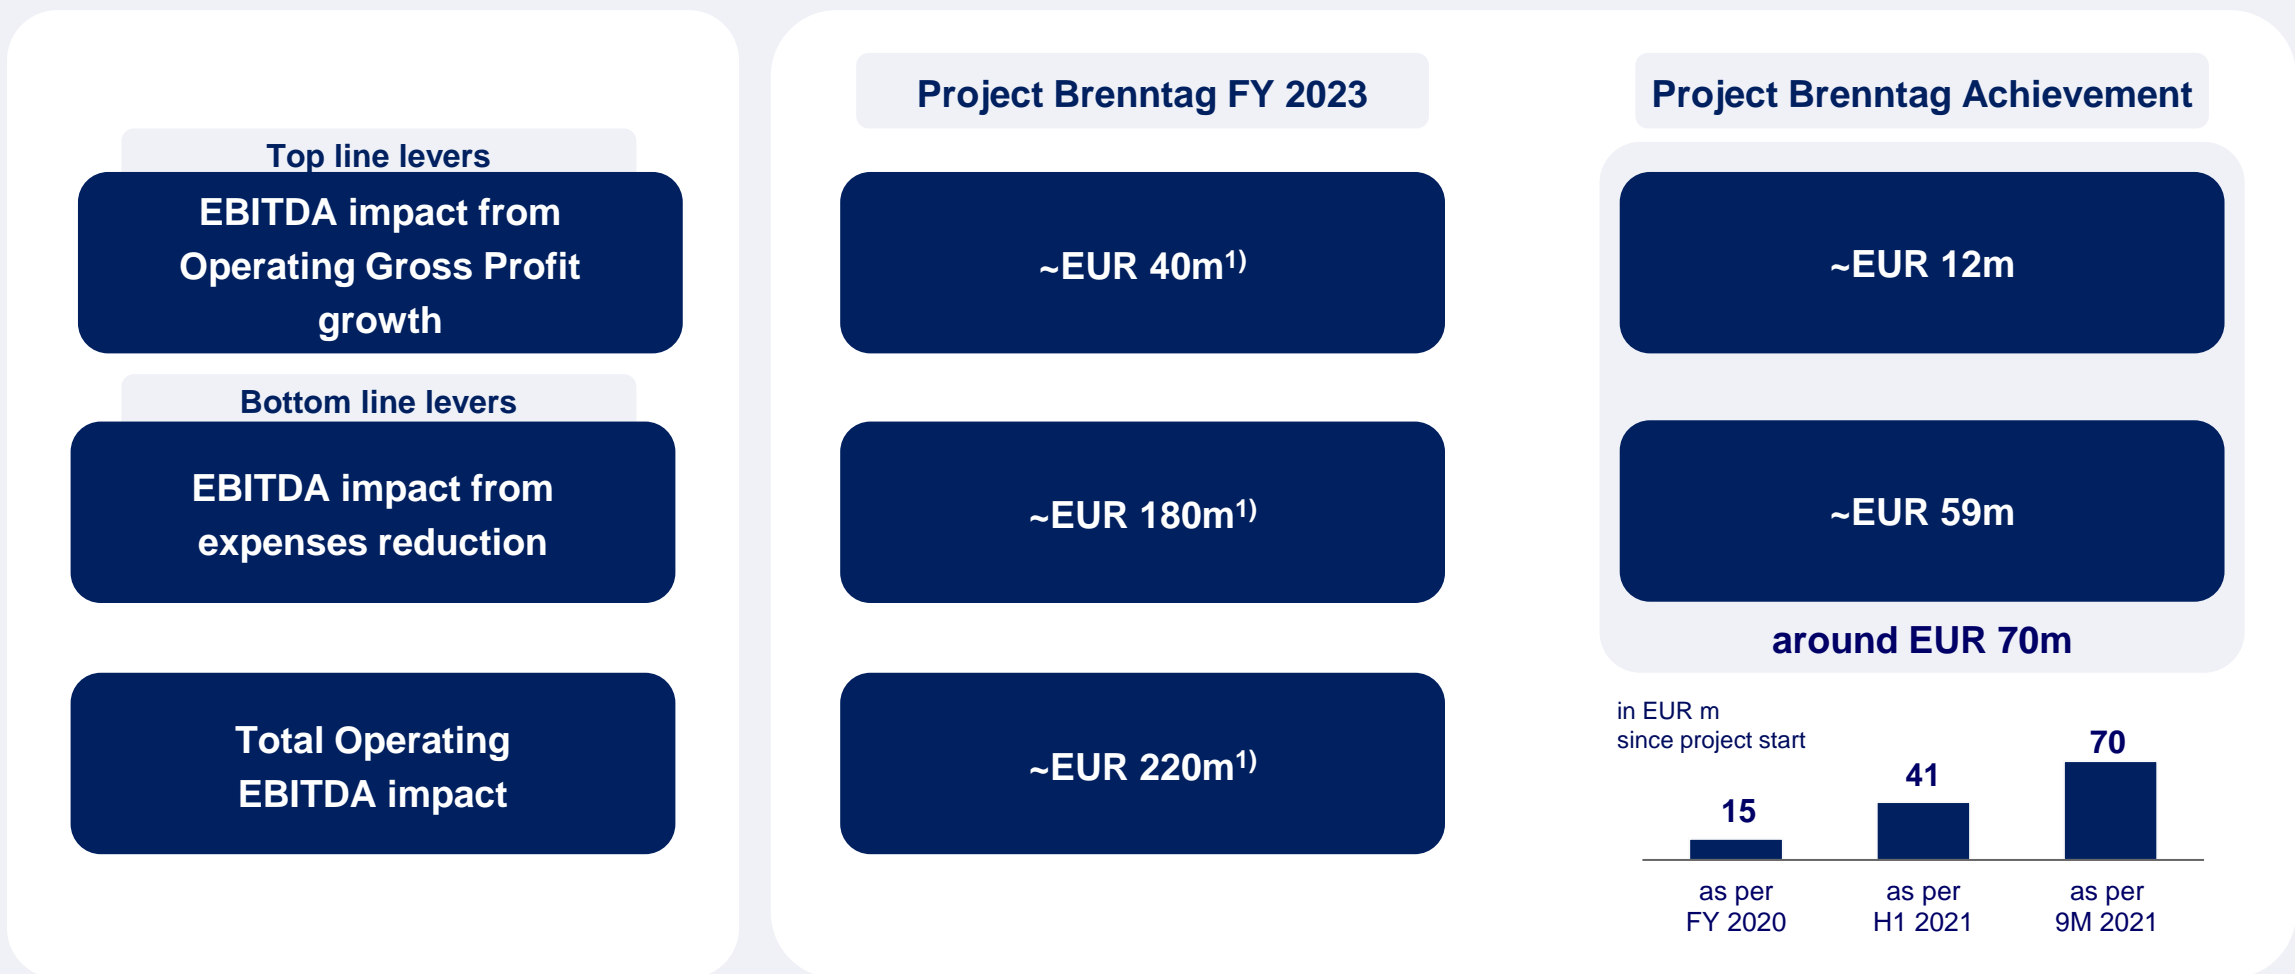 Project Brenntag FY 2023
Project Brenntag Achievement
Top line levers
EBITDA impact from
Operating Gross Profit
growth
~EUR 40m¹⁾
~EUR 12m
Bottom line levers
EBITDA impact from
expenses reduction
~EUR 180m¹⁾
~EUR 59m
around EUR 70m
Total Operating
EBITDA impact
~EUR 220m¹⁾
in EUR m
since project start
15
41
70
as per
FY 2020
as per
H1 2021
as per
9M 2021